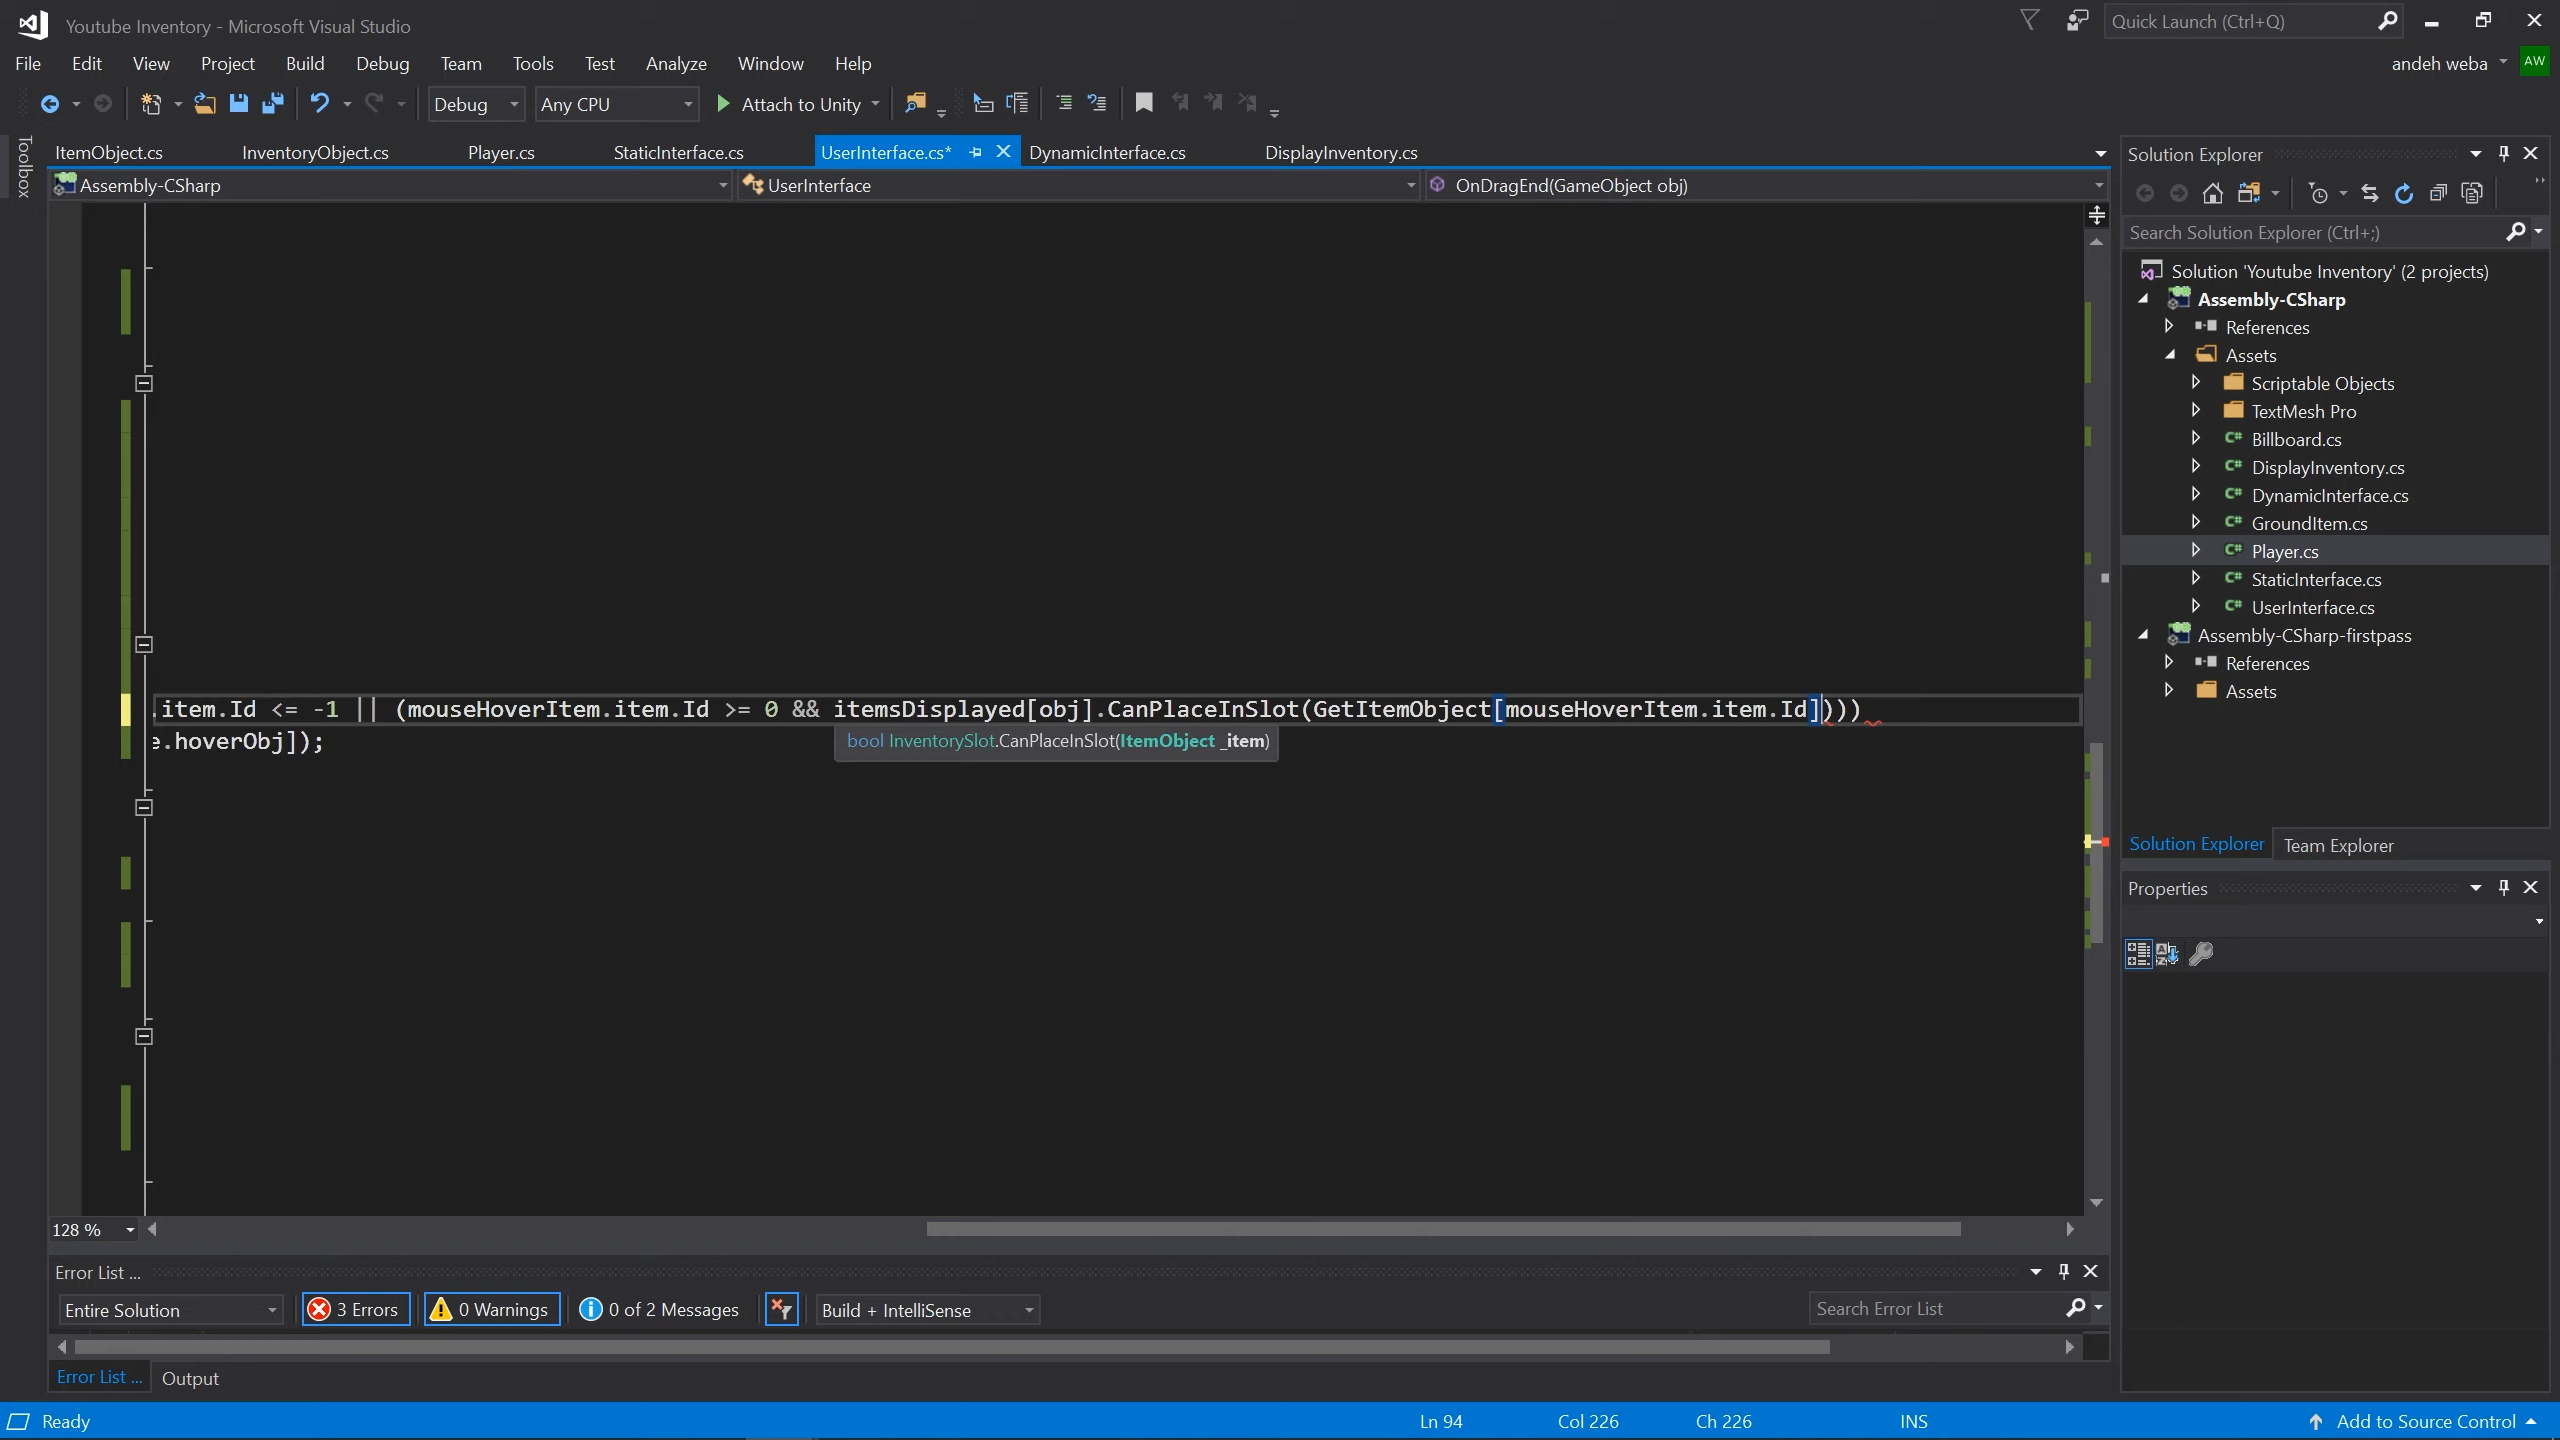 Youtube Inventory - Microsoft Visual Studio
Quick Launch (Ctrl+Q)
File Edit View Project Build Debug Team Tools Test Analyze Window Help
andeh weba AW
Debug Any CPU Attach to Unity
Toolbox
ItemObject.cs InventoryObject.cs Player.cs StaticInterface.cs UserInterface.cs* DynamicInterface.cs DisplayInventory.cs
Assembly-CSharp UserInterface OnDragEnd(GameObject obj)
.item.Id <= -1 || (mouseHoverItem.item.Id >= 0 && itemsDisplayed[obj].CanPlaceInSlot(GetItemObject[mouseHoverItem.item.Id])))
e.hoverObj]);
bool InventorySlot.CanPlaceInSlot(ItemObject _item)
128 %
Error List ...
Entire Solution 3 Errors 0 Warnings 0 of 2 Messages Build + IntelliSense Search Error List
Error List ... Output
Solution Explorer
Search Solution Explorer (Ctrl+;)
Solution 'Youtube Inventory' (2 projects)
Assembly-CSharp
References
Assets
Scriptable Objects
TextMesh Pro
C# Billboard.cs
C# DisplayInventory.cs
C# DynamicInterface.cs
C# GroundItem.cs
C# Player.cs
C# StaticInterface.cs
C# UserInterface.cs
Assembly-CSharp-firstpass
References
Assets
Solution Explorer Team Explorer
Properties
Ready Ln 94 Col 226 Ch 226 INS Add to Source Control